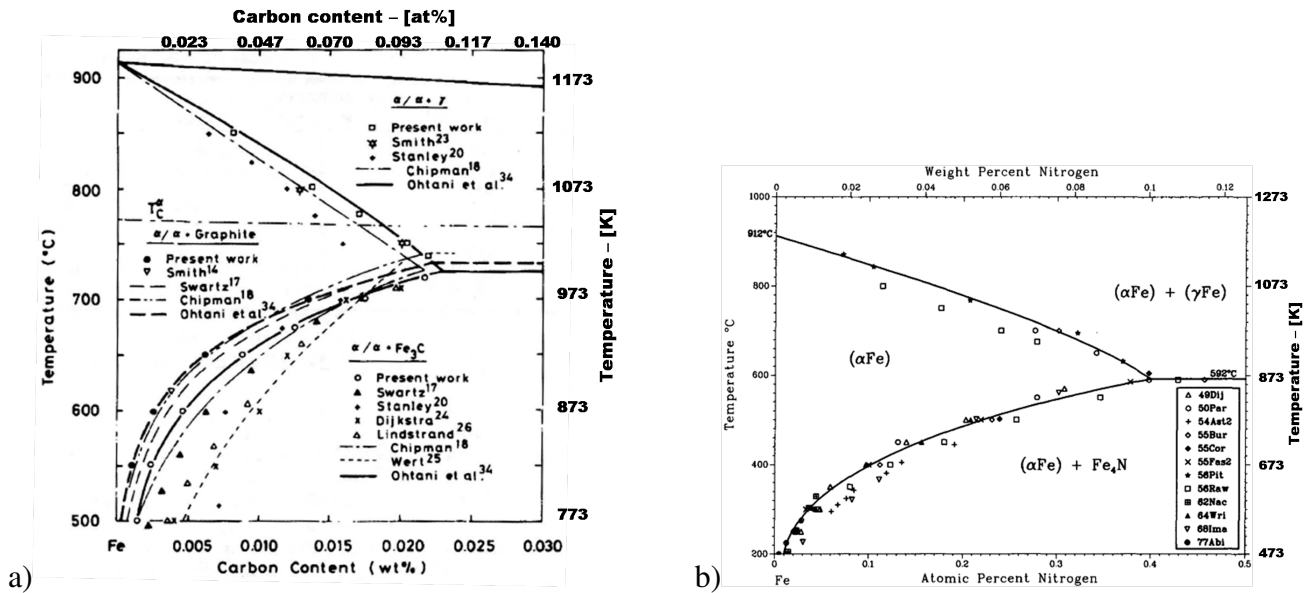 Carbon content – [at%]
0.023 0.047 0.070 0.093 0.117 0.140
900
800
700
600
500
Temperature (°C)
1173
1073
973
873
773
Temperature – [K]
α/α + γ
Present work
Smith23
Stanley20
Chipman18
Ohtani et al.34
TCα
α/α + Graphite
Present work
Smith14
Swartz17
Chipman18
Ohtani et al.34
α/α + Fe3C
Present work
Swartz17
Stanley20
Dijkstra24
Lindstrand26
Chipman18
Wert25
Ohtani et al.34
Fe 0.005 0.010 0.015 0.020 0.025 0.030
Carbon Content (wt%)
a)
Weight Percent Nitrogen
0 0.02 0.04 0.06 0.08 0.1 0.12
1000
800
600
400
200
Temperature °C
1273
1073
873
673
473
Temperature – [K]
912°C
(αFe) + (γFe)
(αFe)
592°C
(αFe) + Fe4N
49Dij
50Par
54Ast2
55Bur
55Cor
55Fas2
56Pit
56Raw
62Nac
64Wri
68Ima
77Abi
0 0.1 0.2 0.3 0.4 0.5
Fe
Atomic Percent Nitrogen
b)